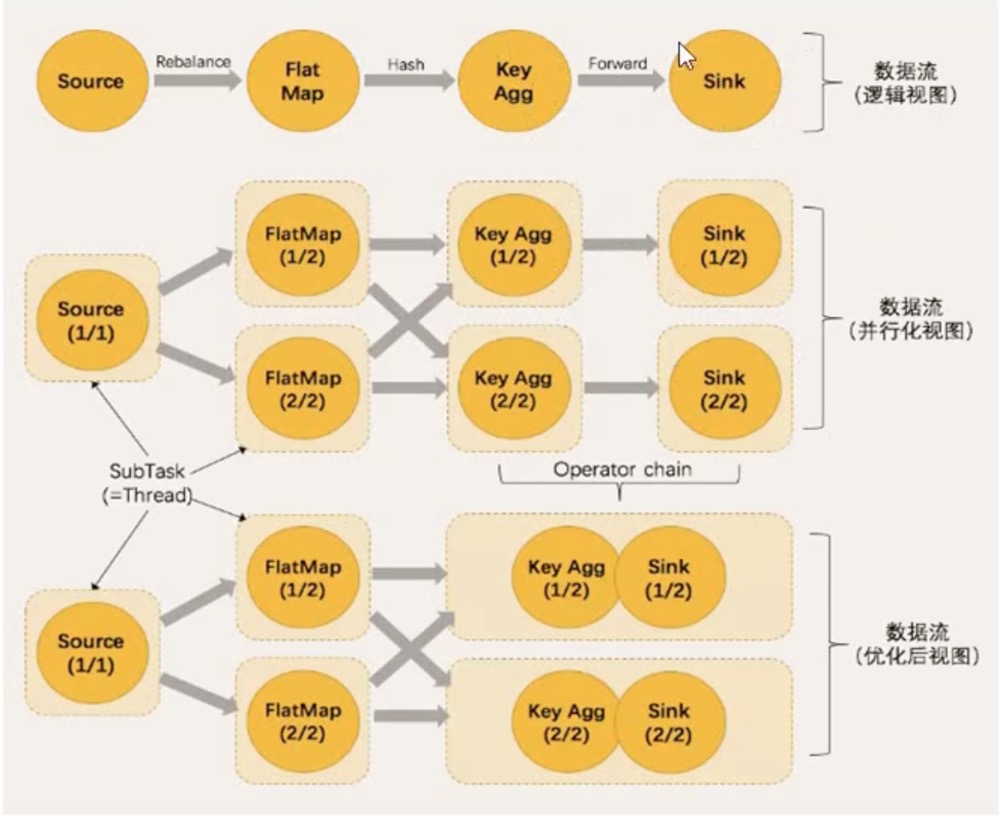 Source
Rebalance
Flat
Map
Hash
Key
Agg
Forward
Sink
数据流
(逻辑视图)
Source
(1/1)
FlatMap
(1/2)
Key Agg
(1/2)
Sink
(1/2)
FlatMap
(2/2)
Key Agg
(2/2)
Sink
(2/2)
数据流
(并行化视图)
SubTask
(=Thread)
Operator chain
Source
(1/1)
FlatMap
(1/2)
Key Agg
(1/2)
Sink
(1/2)
FlatMap
(2/2)
Key Agg
(2/2)
Sink
(2/2)
数据流
(优化后视图)